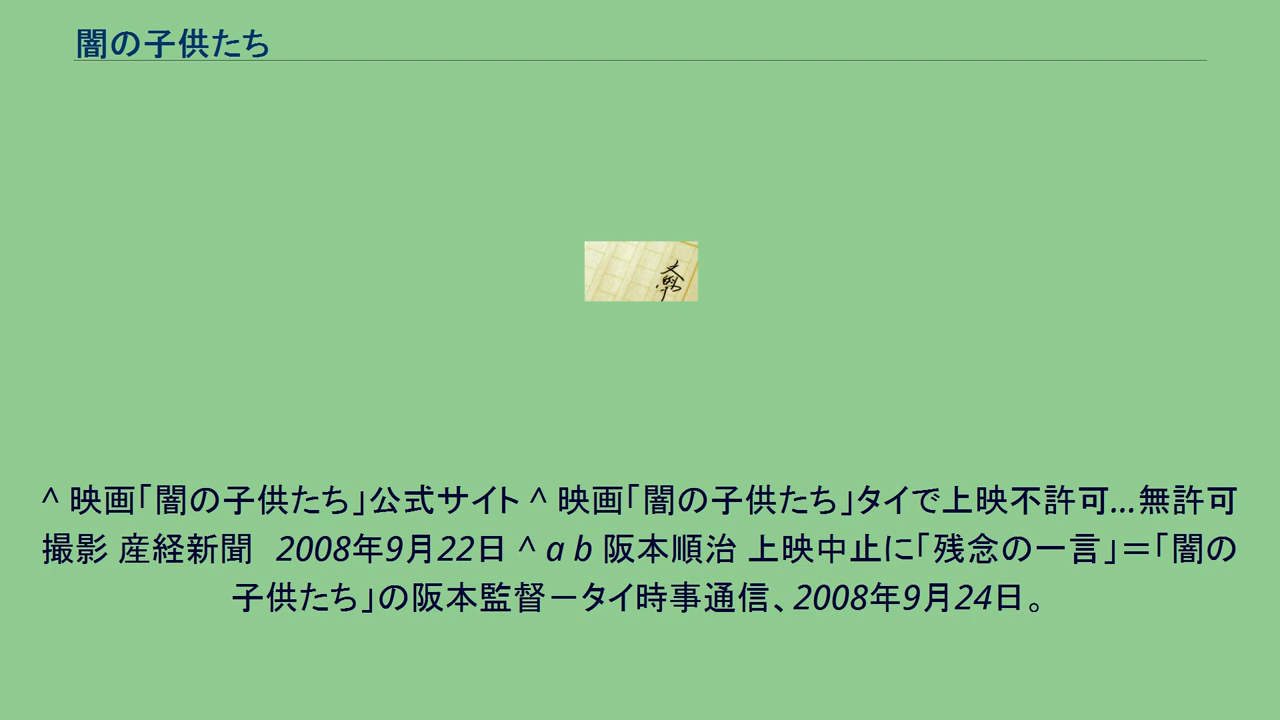 闇の子供たち
^ 映画「闇の子供たち」公式サイト ^ 映画「闇の子供たち」タイで上映不許可…無許可
撮影 産経新聞　2008年9月22日 ^ a b 阪本順治 上映中止に「残念の一言」＝「闇の
子供たち」の阪本監督－タイ時事通信、2008年9月24日。